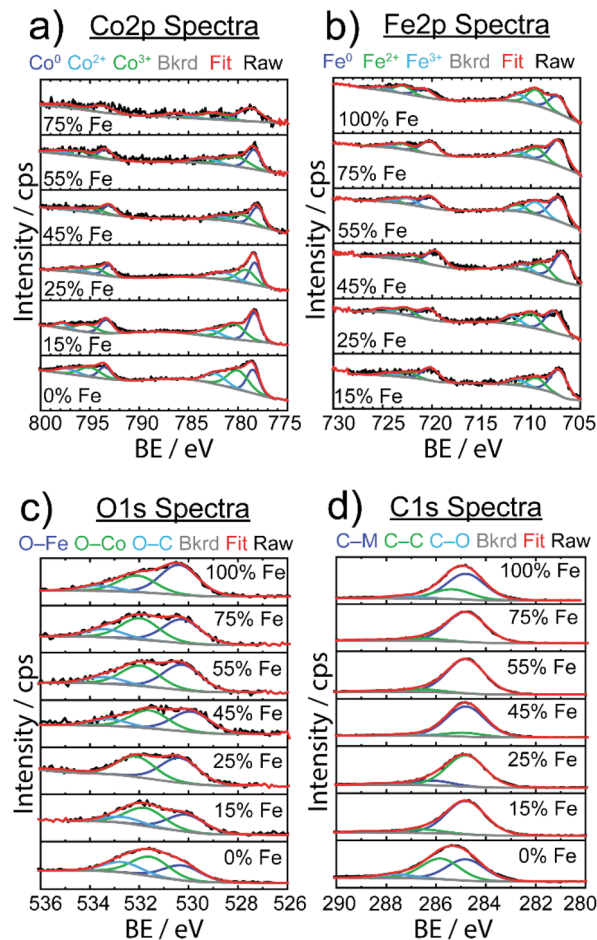 a) Co2p Spectra
Co⁰ Co²⁺ Co³⁺ Bkrd Fit Raw
75% Fe
55% Fe
45% Fe
25% Fe
15% Fe
0% Fe
Intensity / cps
800 795 790 785 780 775
BE / eV
b) Fe2p Spectra
Fe⁰ Fe²⁺ Fe³⁺ Bkrd Fit Raw
100% Fe
75% Fe
55% Fe
45% Fe
25% Fe
15% Fe
Intensity / cps
730 725 720 715 710 705
BE / eV
c) O1s Spectra
O–Fe O–Co O–C Bkrd Fit Raw
100% Fe
75% Fe
55% Fe
45% Fe
25% Fe
15% Fe
0% Fe
Intensity / cps
536 534 532 530 528 526
BE / eV
d) C1s Spectra
C–M C–C C–O Bkrd Fit Raw
100% Fe
75% Fe
55% Fe
45% Fe
25% Fe
15% Fe
0% Fe
Intensity / cps
290 288 286 284 282 280
BE / eV